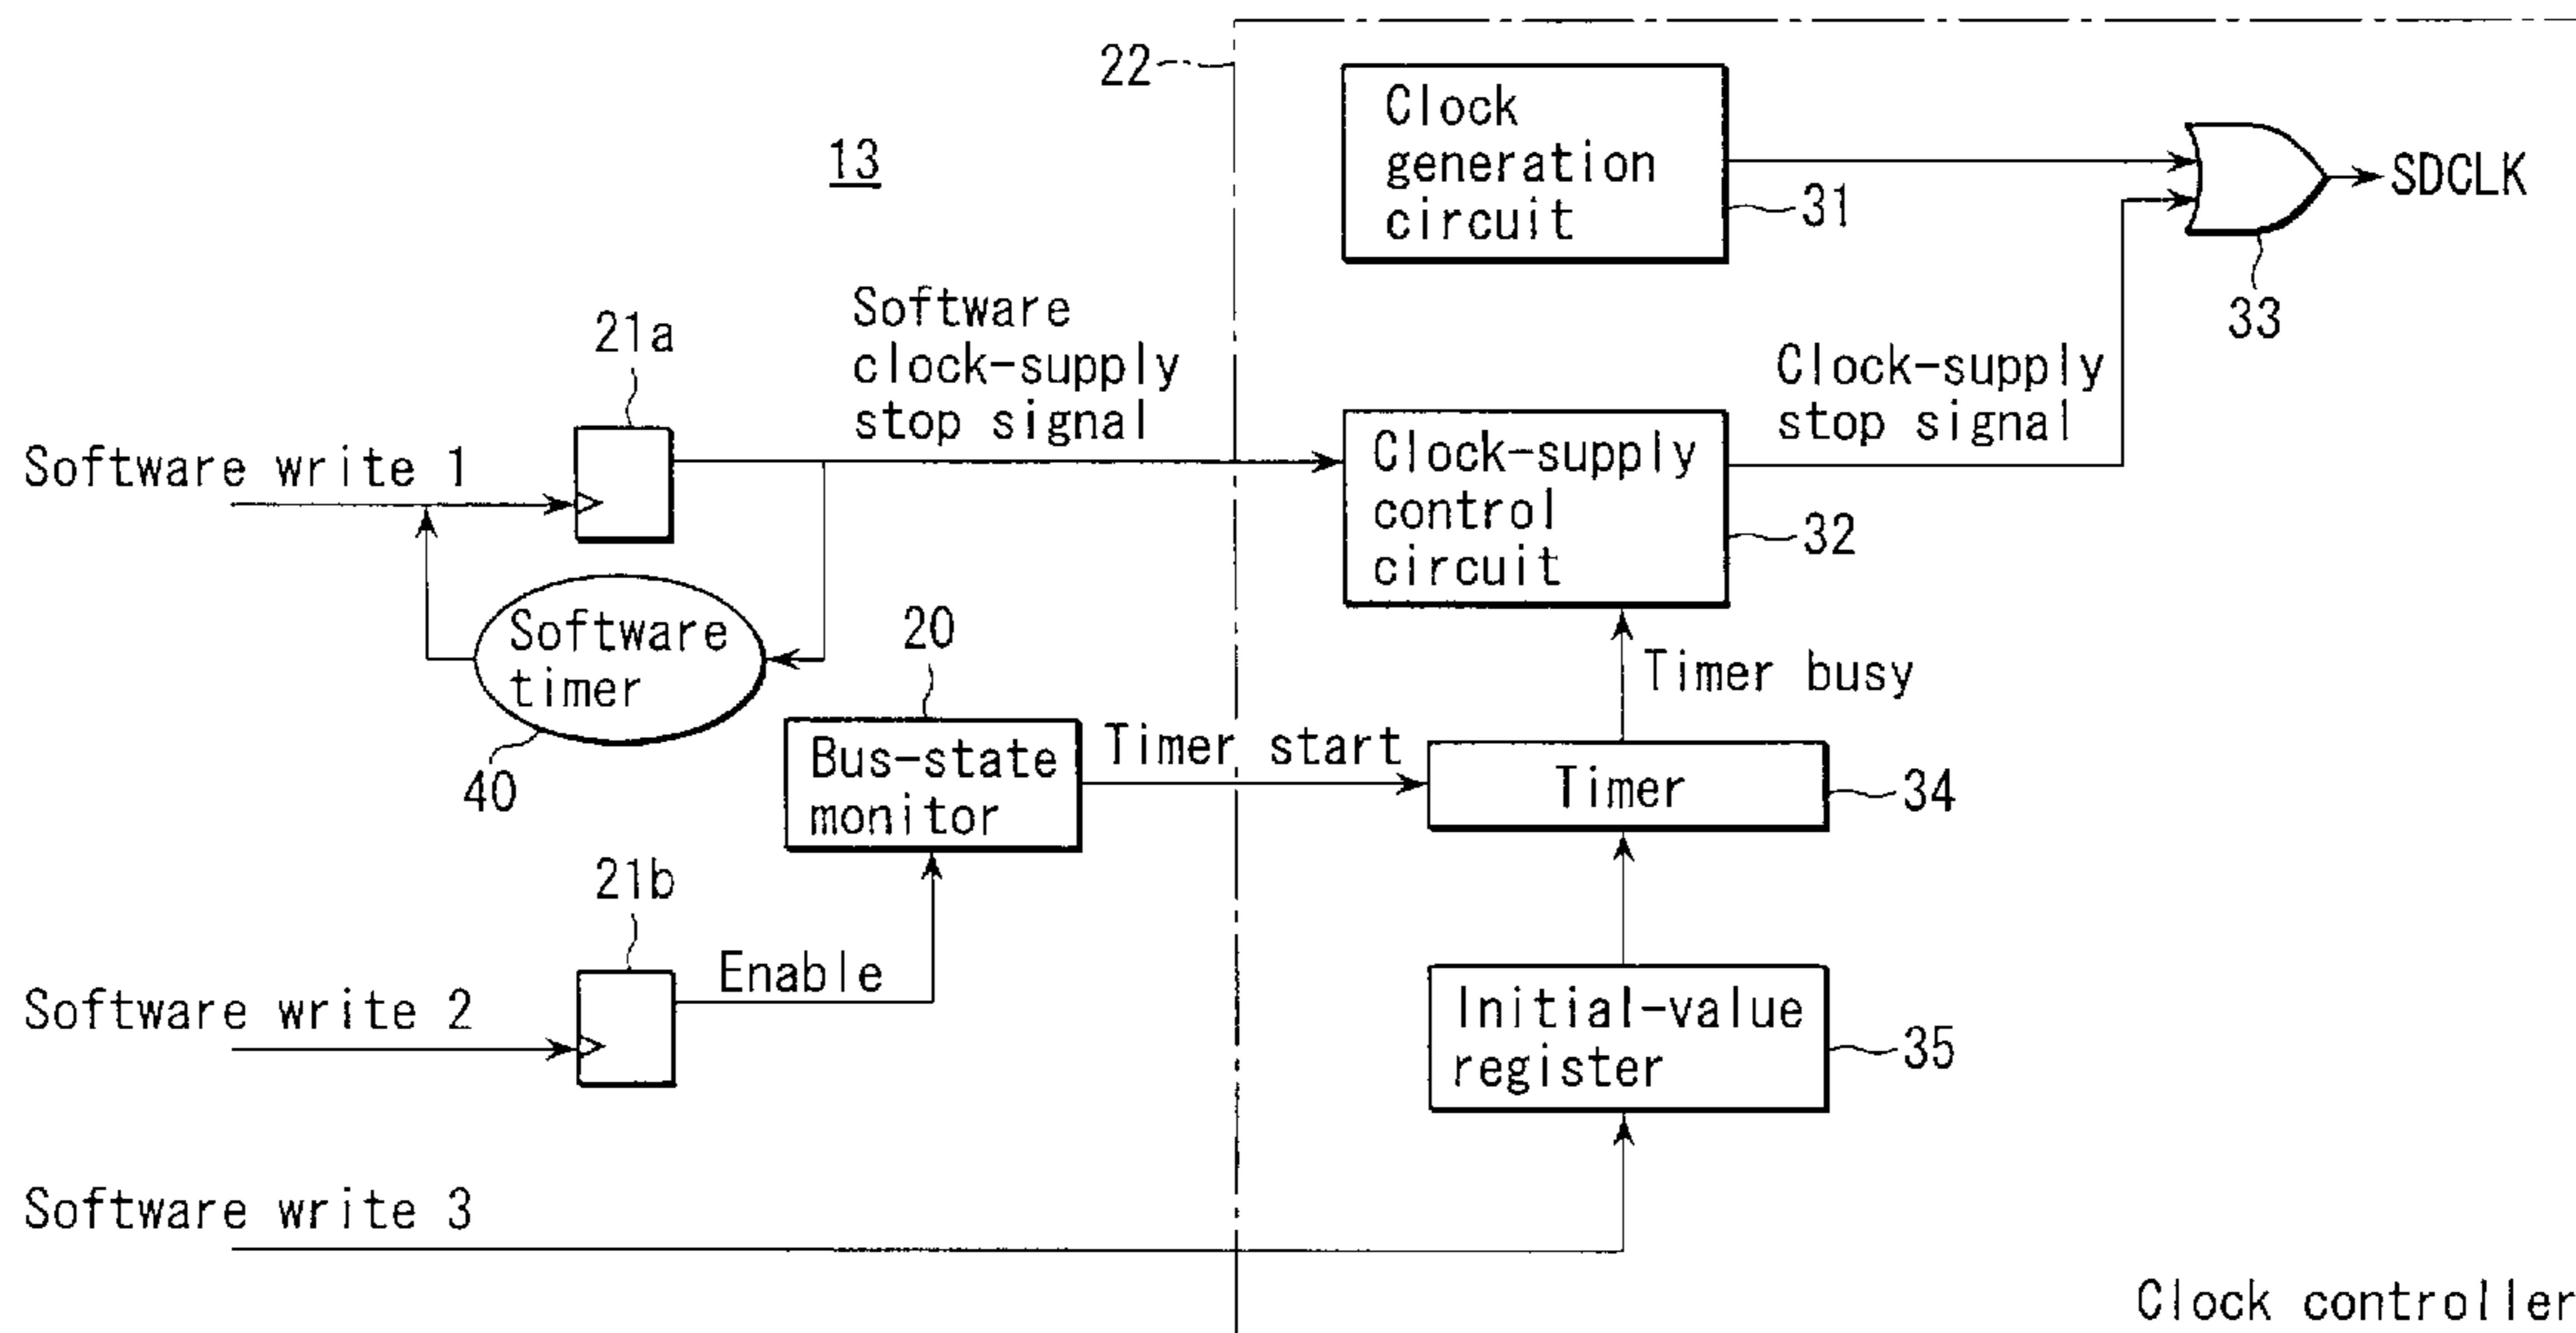 22
Clock
generation
circuit
31
13
SDCLK
33
Software
clock-supply
stop signal
21a
Clock-supply
stop signal
Software write 1
Clock-supply
control
circuit
32
Software
timer
40
20
Timer busy
Bus-state
monitor
Timer start
Timer
34
21b
Enable
Software write 2
Initial-value
register
35
Software write 3
Clock controller